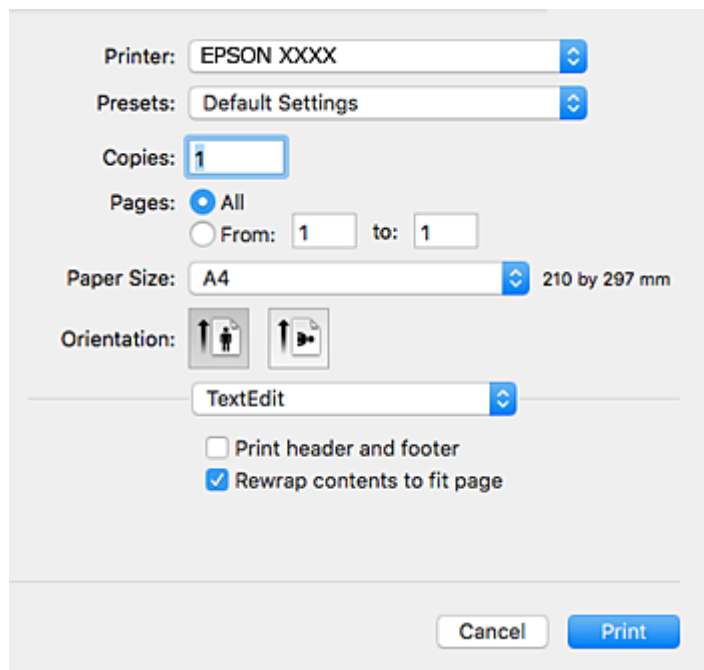 Printer: EPSON XXXX
Presets: Default Settings
Copies: 1
Pages: All
From: 1 to: 1
Paper Size: A4 210 by 297 mm
Orientation:
TextEdit
Print header and footer
Rewrap contents to fit page
Cancel Print